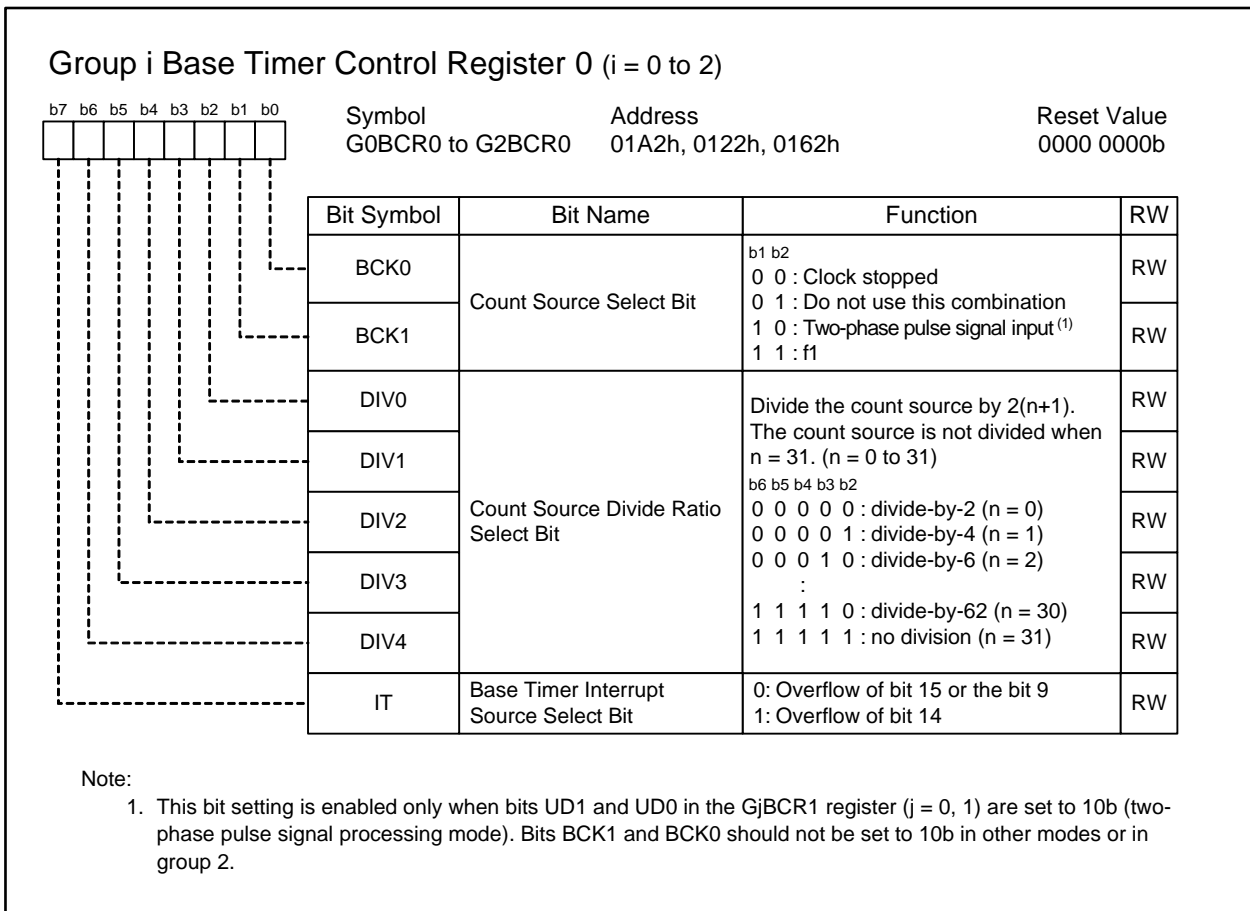 Group i Base Timer Control Register 0 (i = 0 to 2)
b7 b6 b5 b4 b3 b2 b1 b0
Symbol Address Reset Value
G0BCR0 to G2BCR0 01A2h, 0122h, 0162h 0000 0000b
Bit Symbol Bit Name Function RW
BCK0
BCK1
Count Source Select Bit
b1 b2
0 0 : Clock stopped
0 1 : Do not use this combination
1 0 : Two-phase pulse signal input (1)
1 1 : f1
RW
RW
DIV0
DIV1
DIV2
DIV3
DIV4
Count Source Divide Ratio
Select Bit
Divide the count source by 2(n+1).
The count source is not divided when
n = 31. (n = 0 to 31)
b6 b5 b4 b3 b2
0 0 0 0 0 : divide-by-2 (n = 0)
0 0 0 0 1 : divide-by-4 (n = 1)
0 0 0 1 0 : divide-by-6 (n = 2)
:
1 1 1 1 0 : divide-by-62 (n = 30)
1 1 1 1 1 : no division (n = 31)
RW
RW
RW
RW
RW
IT
Base Timer Interrupt
Source Select Bit
0: Overflow of bit 15 or the bit 9
1: Overflow of bit 14
RW
Note:
1. This bit setting is enabled only when bits UD1 and UD0 in the GjBCR1 register (j = 0, 1) are set to 10b (two-
phase pulse signal processing mode). Bits BCK1 and BCK0 should not be set to 10b in other modes or in
group 2.